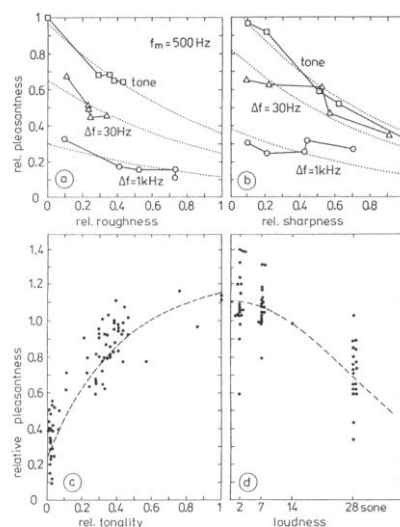 1.0
0.8
0.6
0.4
0.2
0
rel. pleasantness
f_m = 500 Hz
tone
Δf = 30Hz
Δf = 1kHz
a
0 0.2 0.4 0.6 0.8 1
rel. roughness
tone
Δf = 30Hz
Δf = 1kHz
b
0 0.2 0.4 0.6 0.8
rel. sharpness
1,4
1.2
1.0
0.8
0.6
0.4
0.2
0
relative pleasantness
c
0 0.2 0.4 0.6 0.8 1
rel. tonality
d
2 7 14 28 sone
loudness